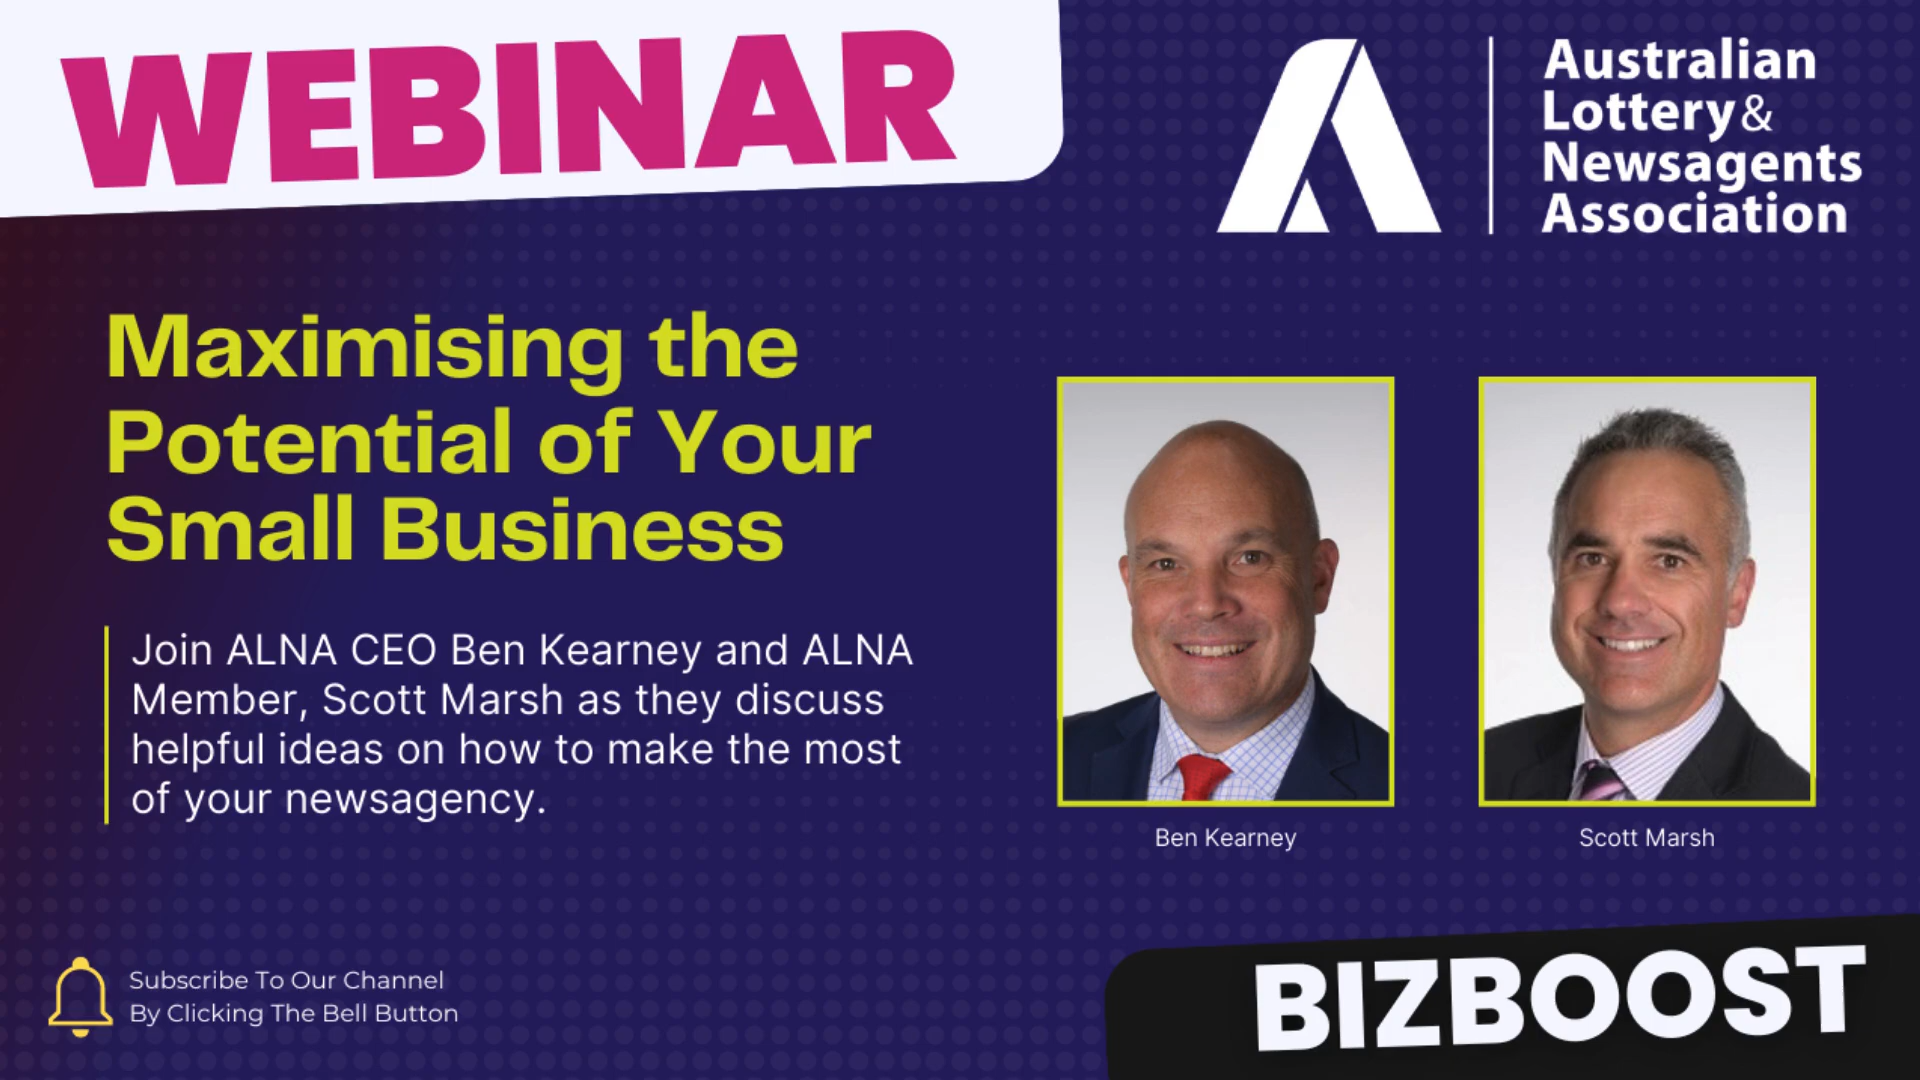 WEBINAR
Australian
Lottery &
Newsagents
Association
Maximising the
Potential of Your
Small Business
Join ALNA CEO Ben Kearney and ALNA
Member, Scott Marsh as they discuss
helpful ideas on how to make the most
of your newsagency.
Ben Kearney
Scott Marsh
Subscribe To Our Channel
By Clicking The Bell Button
BIZBOOST